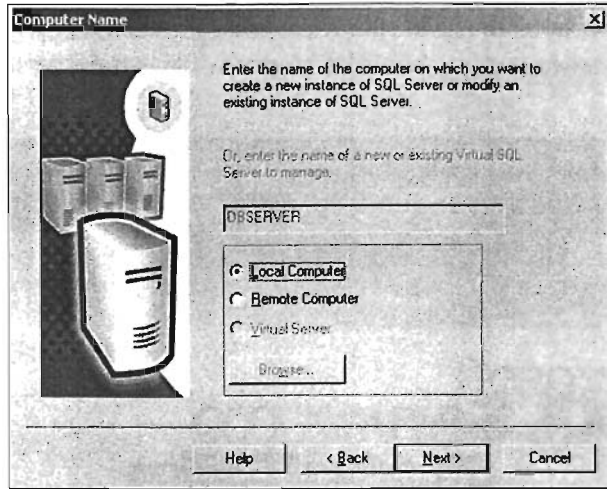 Computer Name
Enter the name of the computer on which you want to
create a new instance of SQL Server or modify an
existing instance of SQL Server.
Or, enter the name of a new or existing Virtual SQL
Server to manage.
DBSERVER
Local Computer
Remote Computer
Virtual Server
Browse...
Help
< Back
Next >
Cancel